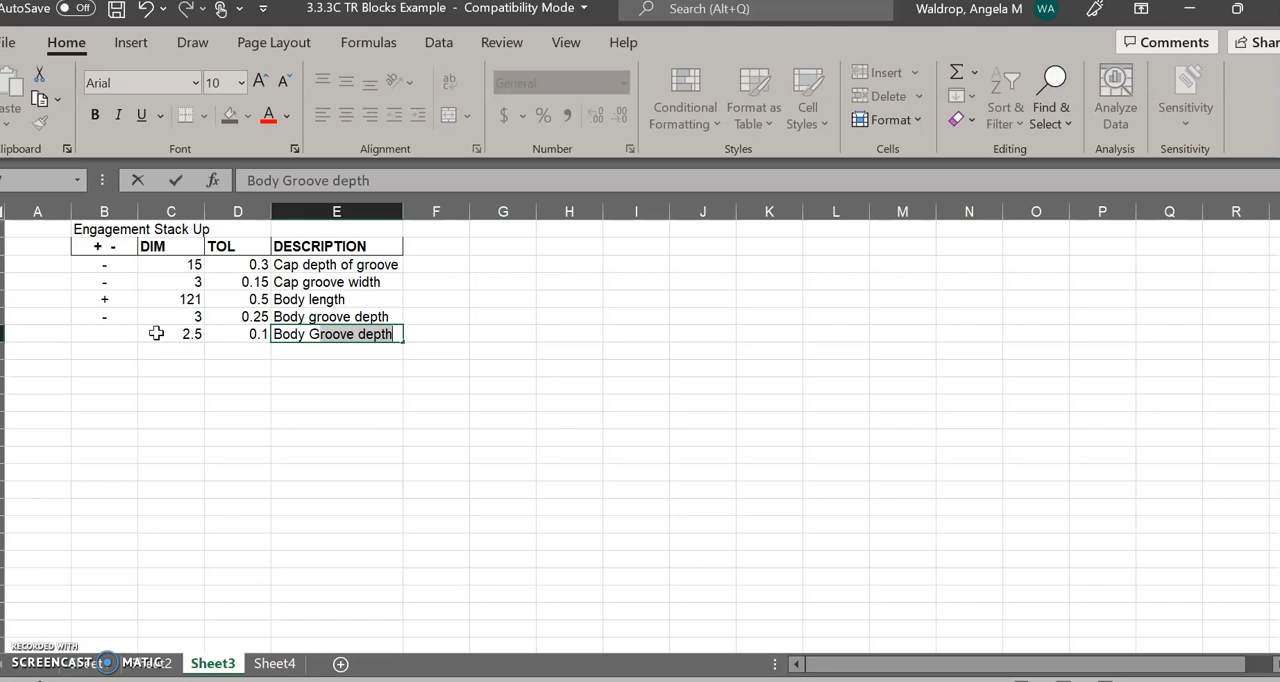 AutoSave Off 3.3.3C TR Blocks Example - Compatibility Mode Search (Alt+Q) Waldrop, Angela M WA
ile Home Insert Draw Page Layout Formulas Data Review View Help Comments Shar
aste Arial 10 General Conditional Formatting Format as Table Cell Styles Insert Delete Format Sort & Filter Find & Select Analyze Data Sensitivity
lipboard Font Alignment Number Styles Cells Editing Analysis Sensitivity
Body Groove depth
A B C D E F G H I J K L M N O P Q R
Engagement Stack Up
+ - DIM TOL DESCRIPTION
- 15 0.3 Cap depth of groove
- 3 0.15 Cap groove width
+ 121 0.5 Body length
- 3 0.25 Body groove depth
2.5 0.1 Body Groove depth
RECORDED WITH
SCREENCAST MATIC Sheet3 Sheet4